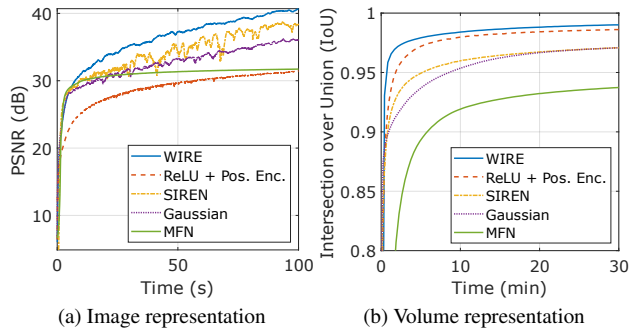 PSNR (dB)
40
30
20
10
WIRE
ReLU + Pos. Enc.
SIREN
Gaussian
MFN
0
50
100
Time (s)
(a) Image representation
Intersection over Union (IoU)
1
0.95
0.9
0.85
0.8
WIRE
ReLU + Pos. Enc.
SIREN
Gaussian
MFN
0
10
20
30
Time (min)
(b) Volume representation